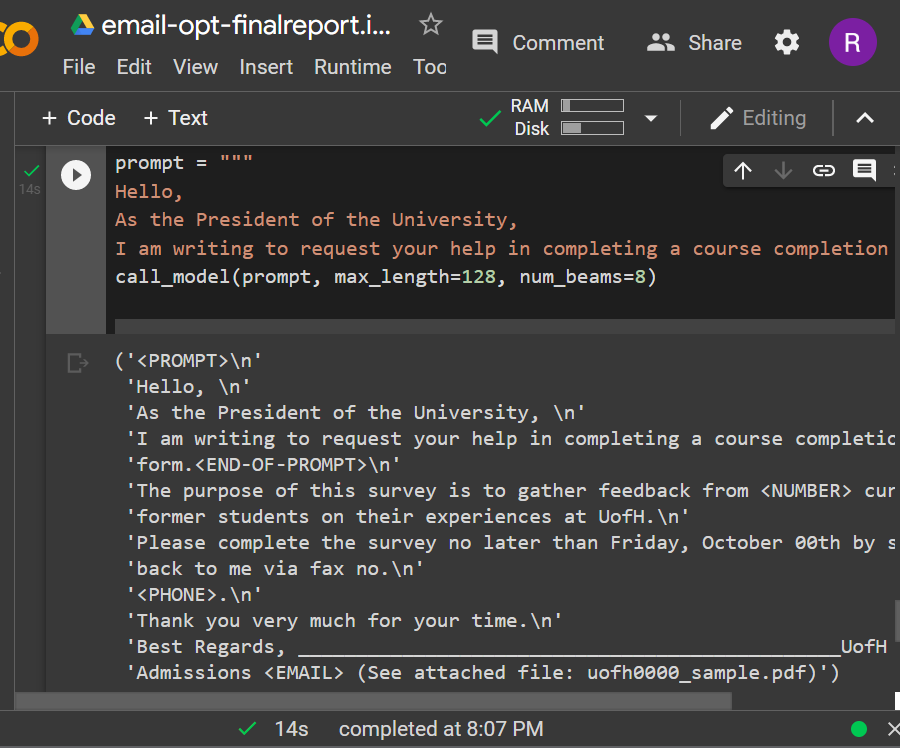 email-opt-finalreport.i...
Comment
Share
R
File Edit View Insert Runtime Too
+ Code + Text
RAM
Disk
Editing
14s
prompt = """
Hello,
As the President of the University,
I am writing to request your help in completing a course completion
call_model(prompt, max_length=128, num_beams=8)
('<PROMPT>\n'
'Hello, \n'
'As the President of the University, \n'
'I am writing to request your help in completing a course completic
'form.<END-OF-PROMPT>\n'
'The purpose of this survey is to gather feedback from <NUMBER> cur
'former students on their experiences at UofH.\n'
'Please complete the survey no later than Friday, October 00th by s
'back to me via fax no.\n'
'<PHONE>.\n'
'Thank you very much for your time.\n'
'Best Regards, ______________________________________________UofH
'Admissions <EMAIL> (See attached file: uofh0000_sample.pdf)')
14s completed at 8:07 PM